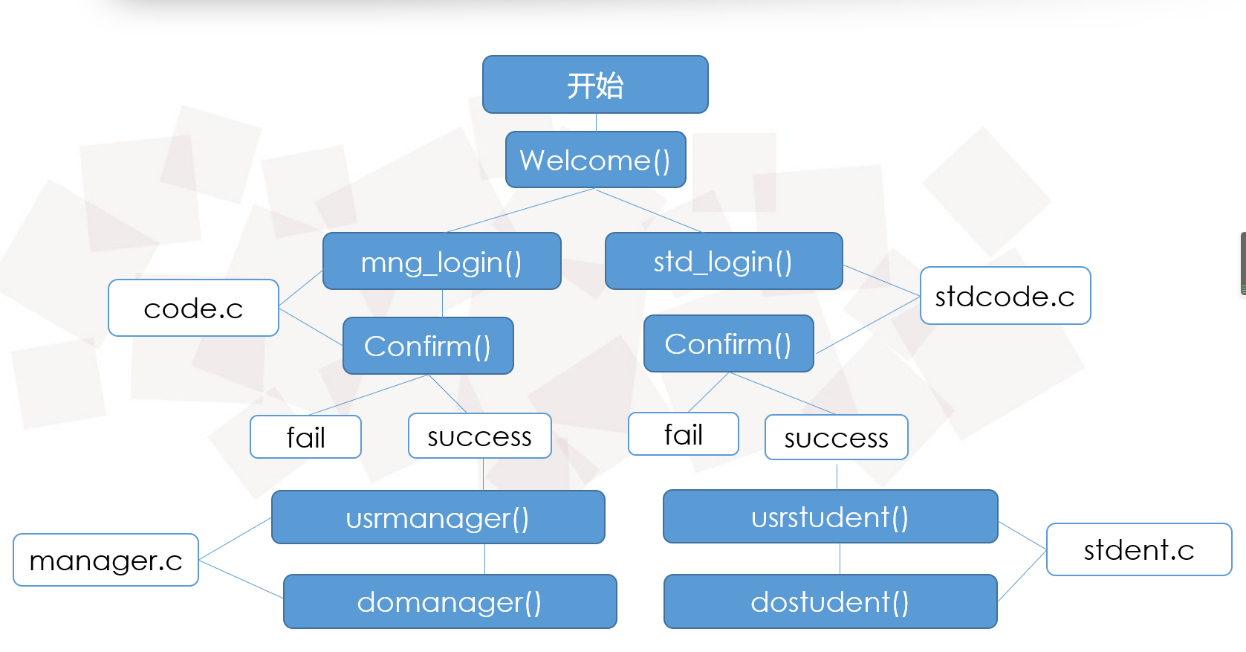 开始
Welcome()
mng_login()
std_login()
code.c
stdcode.c
Confirm()
Confirm()
fail
success
fail
success
usrmanager()
usrstudent()
manager.c
stdent.c
domanager()
dostudent()